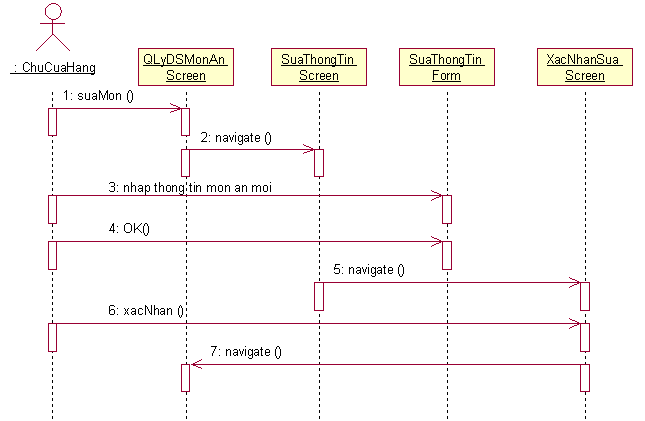 : ChuCuaHang
QLyDSMonAn
Screen
SuaThongTin
Screen
SuaThongTin
Form
XacNhanSua
Screen
1: suaMon ()
2: navigate ()
3: nhap thong tin mon an moi
4: OK()
5: navigate ()
6: xacNhan ()
7: navigate ()